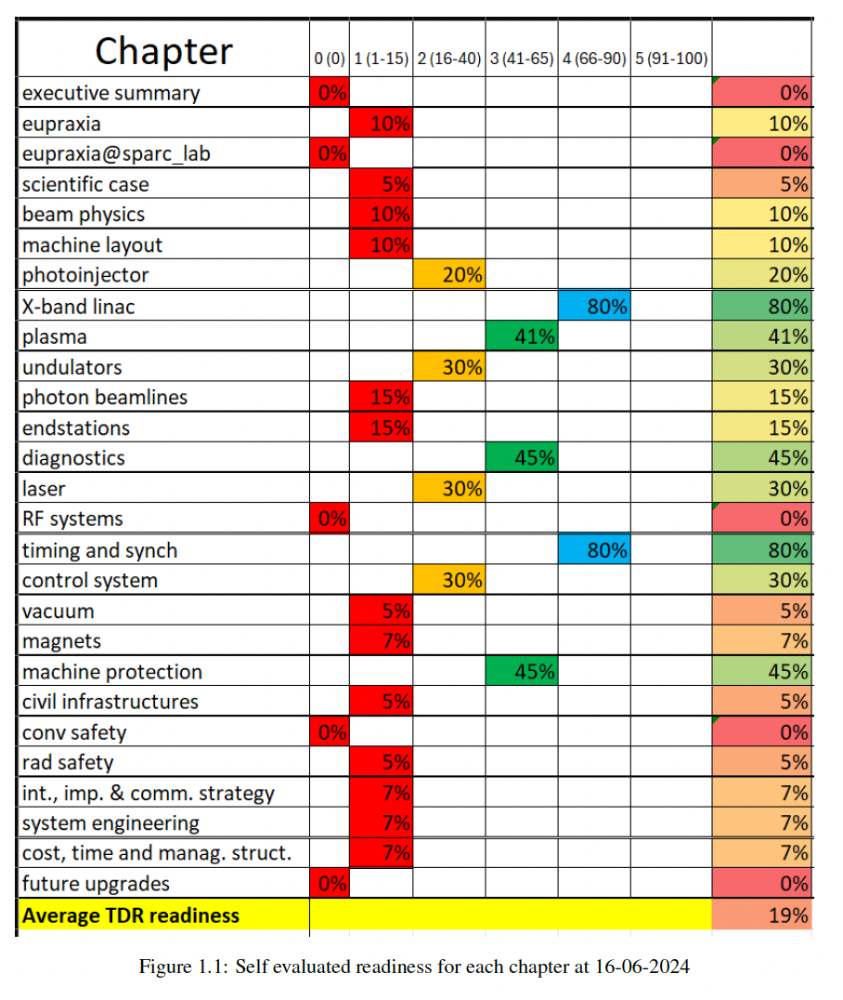 Chapter 0 (0) 1 (1-15) 2 (16-40) 3 (41-65) 4 (66-90) 5 (91-100)
executive summary 0% 0%
eupraxia 10% 10%
eupraxia@sparc_lab 0% 0%
scientific case 5% 5%
beam physics 10% 10%
machine layout 10% 10%
photoinjector 20% 20%
X-band linac 80% 80%
plasma 41% 41%
undulators 30% 30%
photon beamlines 15% 15%
endstations 15% 15%
diagnostics 45% 45%
laser 30% 30%
RF systems 0% 0%
timing and synch 80% 80%
control system 30% 30%
vacuum 5% 5%
magnets 7% 7%
machine protection 45% 45%
civil infrastructures 5% 5%
conv safety 0% 0%
rad safety 5% 5%
int., imp. & comm. strategy 7% 7%
system engineering 7% 7%
cost, time and manag. struct. 7% 7%
future upgrades 0% 0%
Average TDR readiness 19%
Figure 1.1: Self evaluated readiness for each chapter at 16-06-2024